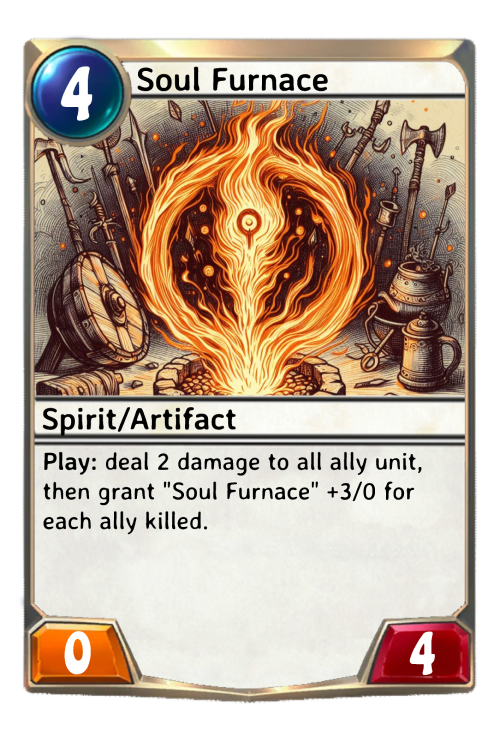 4
Soul Furnace
Spirit/Artifact
Play: deal 2 damage to all ally unit,
then grant "Soul Furnace" +3/0 for
each ally killed.
0
4